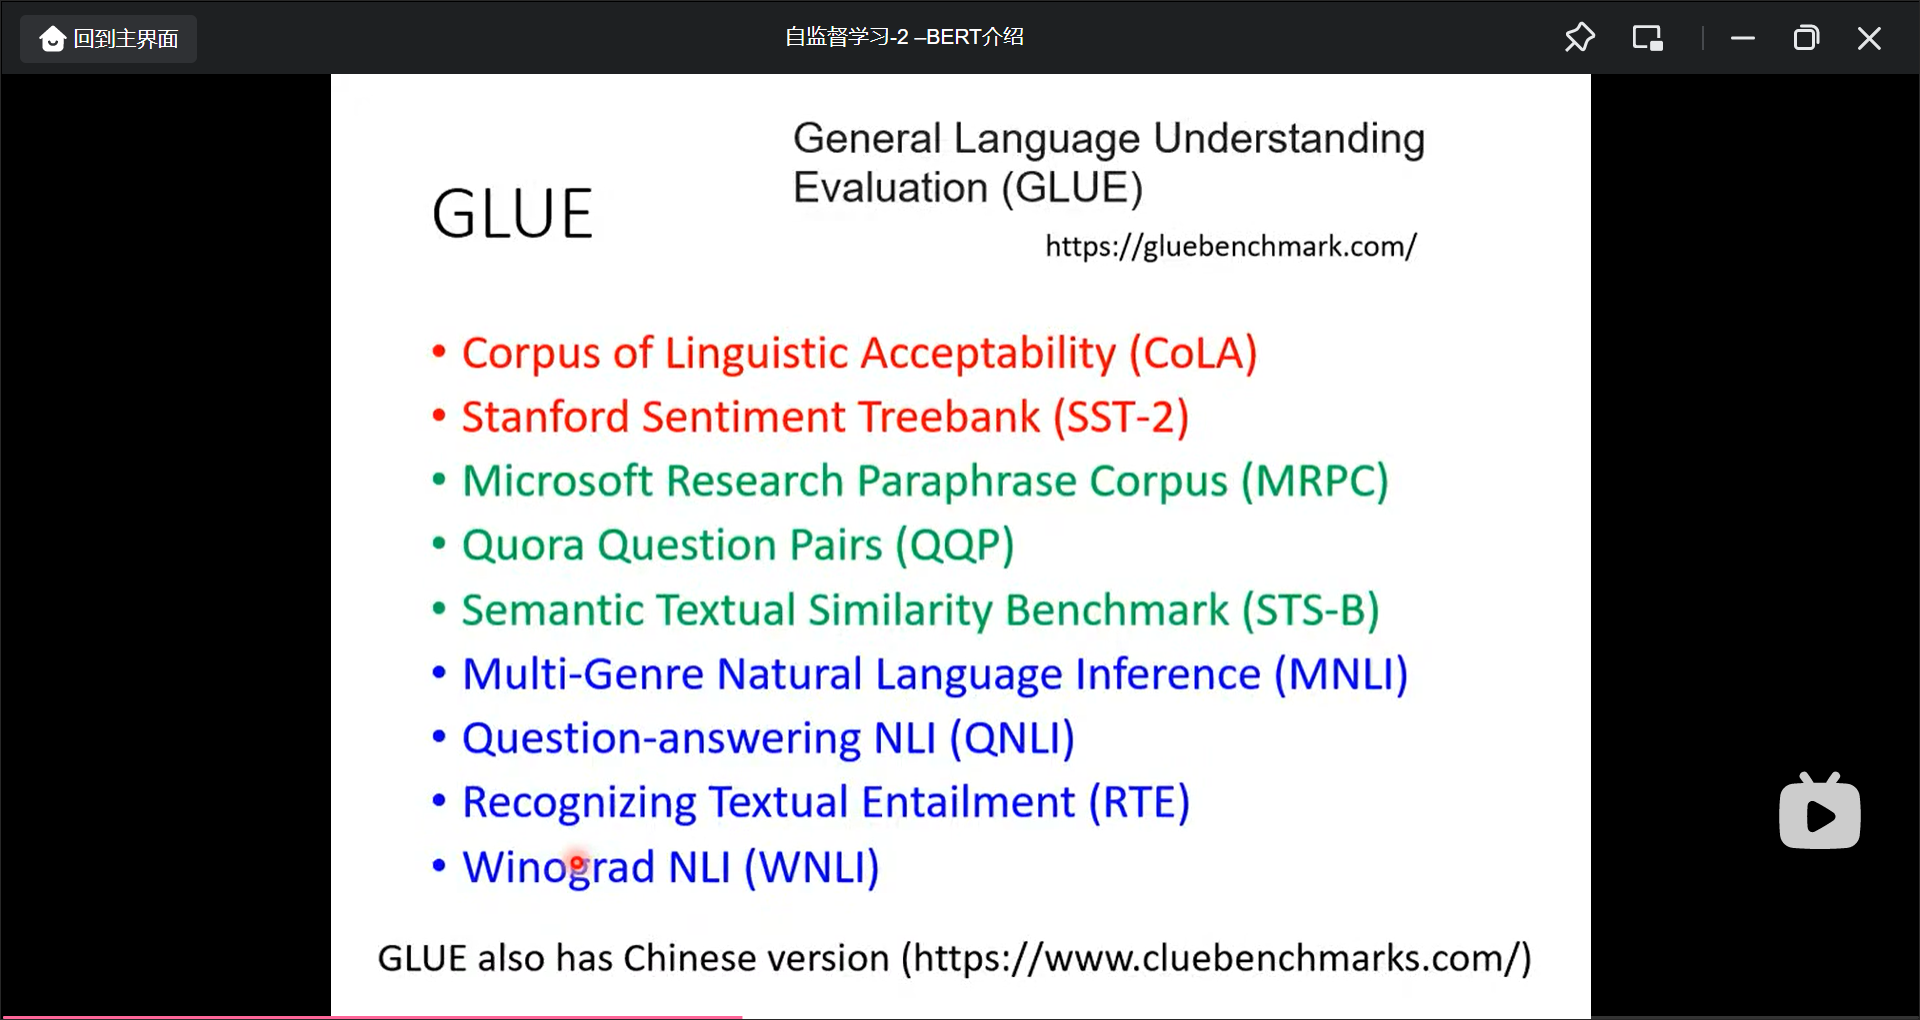 回到主界面
自监督学习-2 –BERT介绍
General Language Understanding
Evaluation (GLUE)
GLUE
https://gluebenchmark.com/
• Corpus of Linguistic Acceptability (CoLA)
• Stanford Sentiment Treebank (SST-2)
• Microsoft Research Paraphrase Corpus (MRPC)
• Quora Question Pairs (QQP)
• Semantic Textual Similarity Benchmark (STS-B)
• Multi-Genre Natural Language Inference (MNLI)
• Question-answering NLI (QNLI)
• Recognizing Textual Entailment (RTE)
• Winograd NLI (WNLI)
GLUE also has Chinese version (https://www.cluebenchmarks.com/)